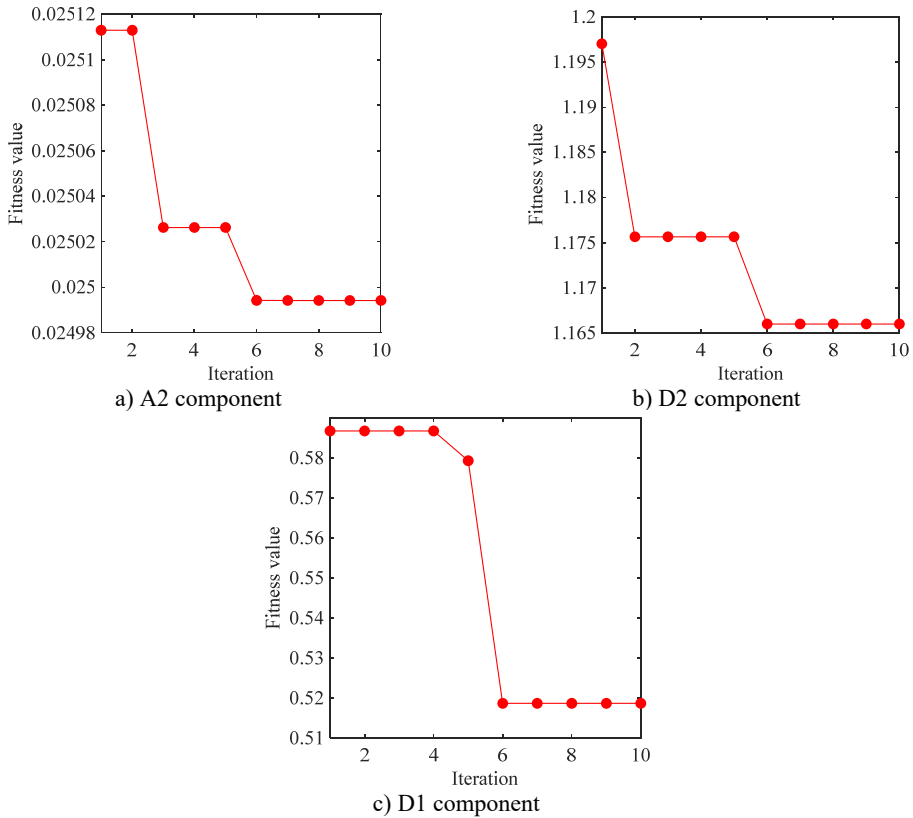 0.02512
0.0251
0.02508
0.02506
0.02504
0.02502
0.025
0.02498
Fitness value
2 4 6 8 10
Iteration
a) A2 component
1.2
1.195
1.19
1.185
1.18
1.175
1.17
1.165
Fitness value
2 4 6 8 10
Iteration
b) D2 component
0.58
0.57
0.56
0.55
0.54
0.53
0.52
0.51
Fitness value
2 4 6 8 10
Iteration
c) D1 component